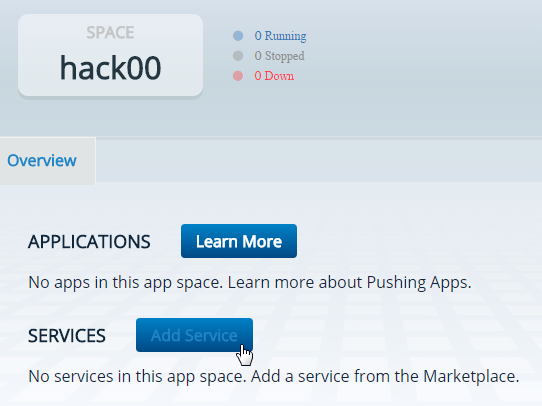 SPACE
hack00
0 Running
0 Stopped
0 Down
Overview
APPLICATIONS
Learn More
No apps in this app space. Learn more about Pushing Apps.
SERVICES
Add Service
No services in this app space. Add a service from the Marketplace.